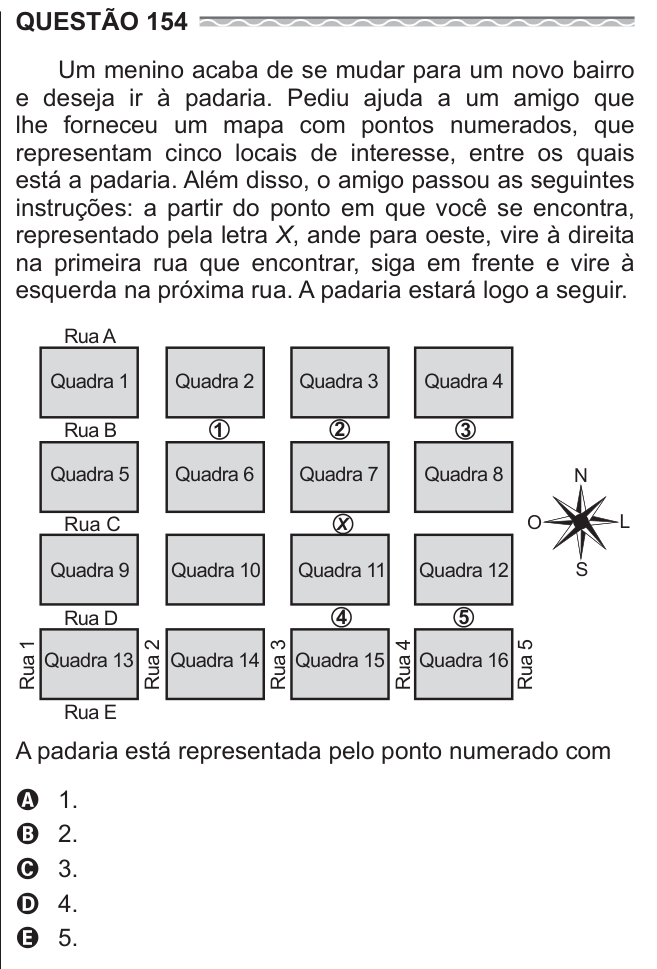 QUESTÃO 154
Um menino acaba de se mudar para um novo bairro
e deseja ir à padaria. Pediu ajuda a um amigo que
lhe forneceu um mapa com pontos numerados, que
representam cinco locais de interesse, entre os quais
está a padaria. Além disso, o amigo passou as seguintes
instruções: a partir do ponto em que você se encontra,
representado pela letra X, ande para oeste, vire à direita
na primeira rua que encontrar, siga em frente e vire à
esquerda na próxima rua. A padaria estará logo a seguir.
Rua A
Quadra 1 Quadra 2 Quadra 3 Quadra 4
Rua B 1 2 3
Quadra 5 Quadra 6 Quadra 7 Quadra 8
N
Rua C X O L
S
Quadra 9 Quadra 10 Quadra 11 Quadra 12
Rua D 4 5
Rua 1 Quadra 13 Rua 2 Quadra 14 Rua 3 Quadra 15 Rua 4 Quadra 16 Rua 5
Rua E
A padaria está representada pelo ponto numerado com
A 1.
B 2.
C 3.
D 4.
E 5.